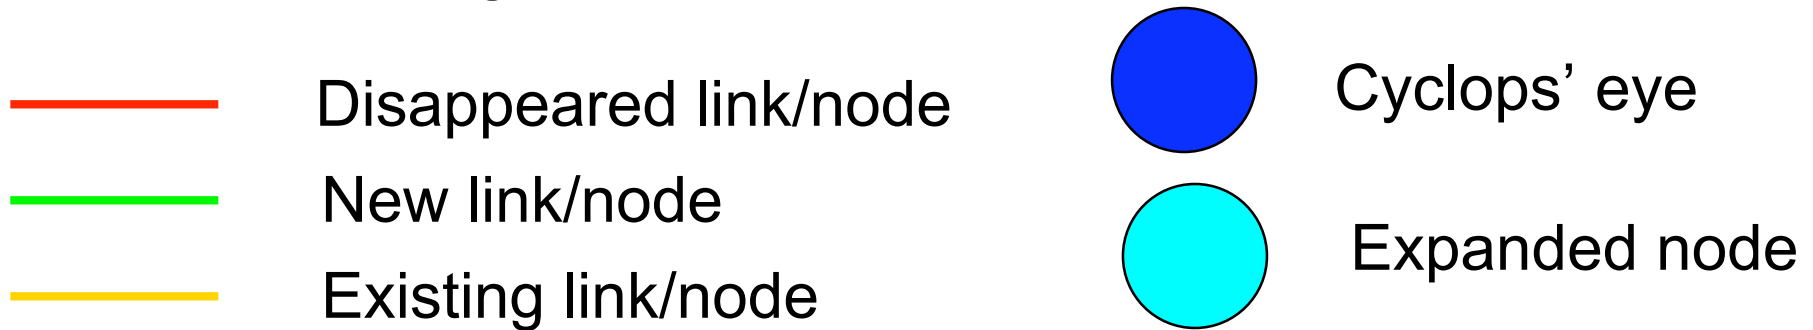 Disappeared link/node
New link/node
Existing link/node
Cyclops’ eye
Expanded node